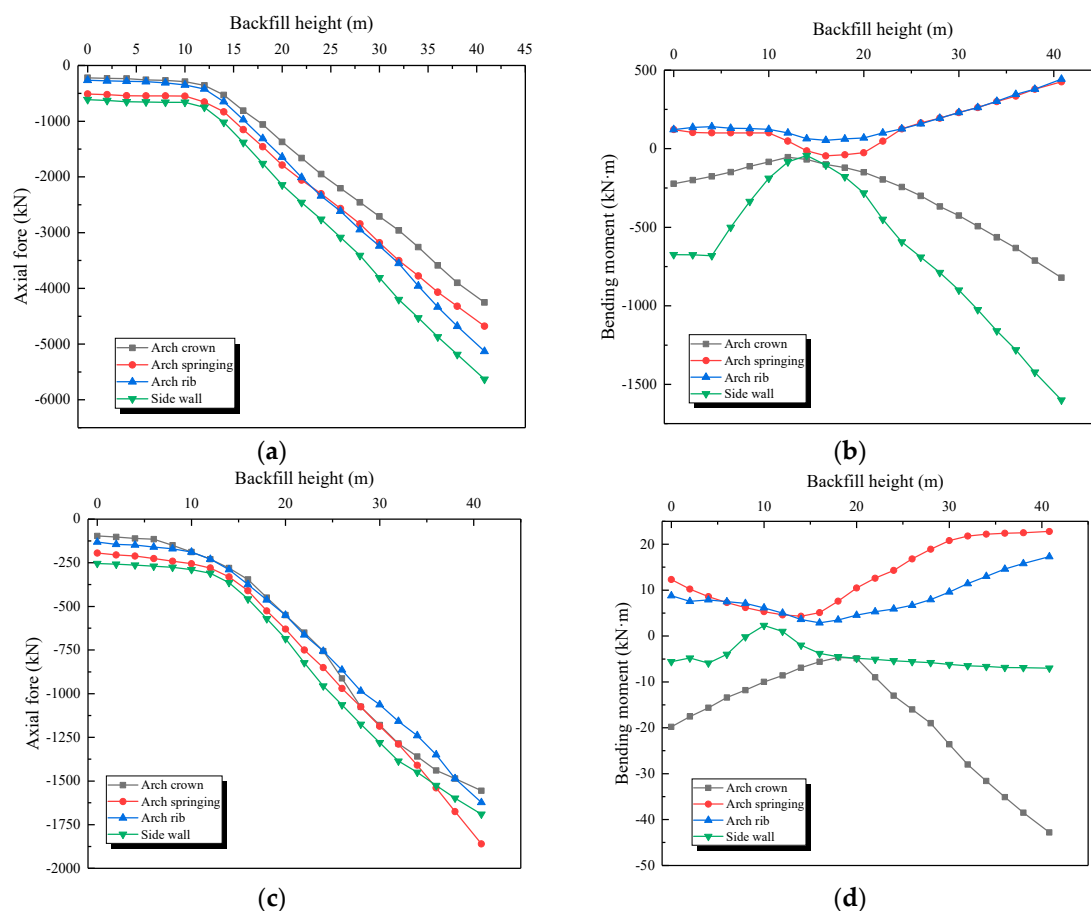 Backfill height (m)
0 5 10 15 20 25 30 35 40 45
0
-1000
-2000
-3000
-4000
-5000
-6000
Axial fore (kN)
Arch crown
Arch springing
Arch rib
Side wall
(a)
Backfill height (m)
0 10 20 30 40
500
0
-500
-1000
-1500
Bending moment (kN·m)
Arch crown
Arch springing
Arch rib
Side wall
(b)
Backfill height (m)
0 10 20 30 40
0
-250
-500
-750
-1000
-1250
-1500
-1750
-2000
Axial fore (kN)
Arch crown
Arch springing
Arch rib
Side wall
(c)
Backfill height (m)
0 10 20 30 40
20
10
0
-10
-20
-30
-40
-50
Bending moment (kN·m)
Arch crown
Arch springing
Arch rib
Side wall
(d)